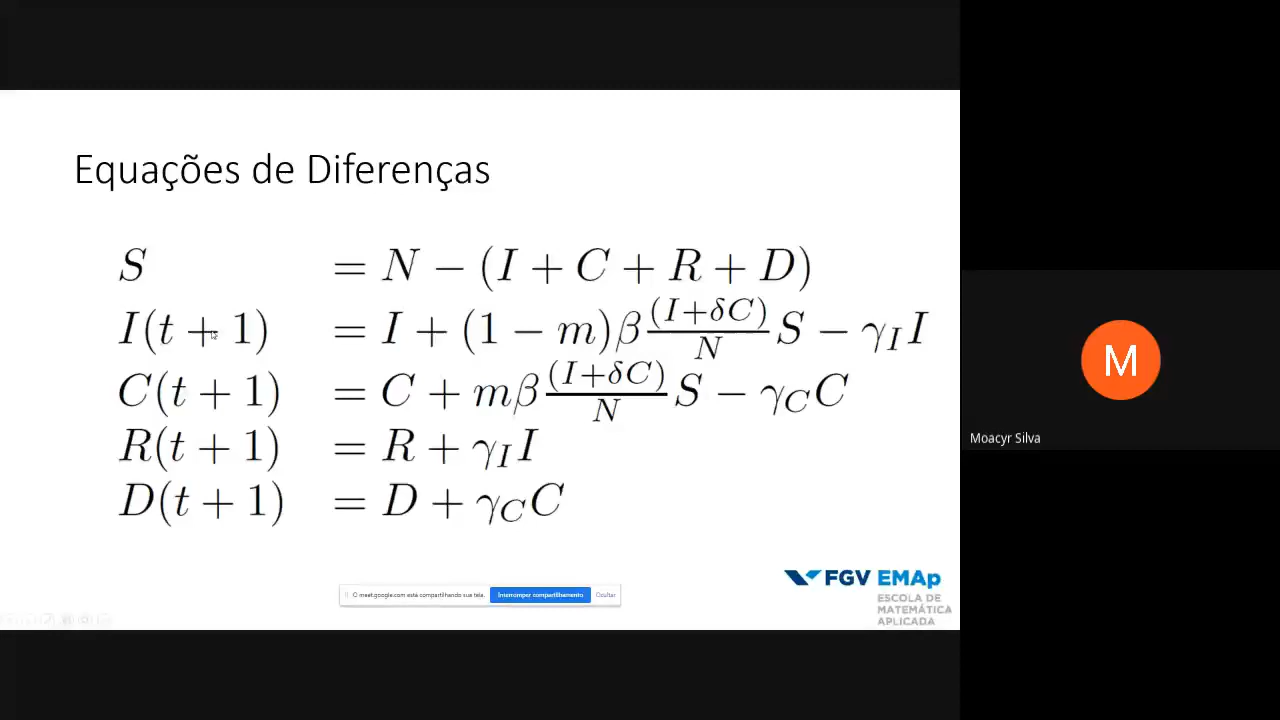 Equações de Diferenças
S = N − (I + C + R + D)
I(t + 1) = I + (1 − m)β (I+δC)/N S − γ_I I
C(t + 1) = C + mβ (I+δC)/N S − γ_C C
R(t + 1) = R + γ_I I
D(t + 1) = D + γ_C C
FGV EMAp
ESCOLA DE
MATEMÁTICA
APLICADA
O meet.google.com está compartilhando sua tela. Interromper compartilhamento Ocultar
M
Moacyr Silva